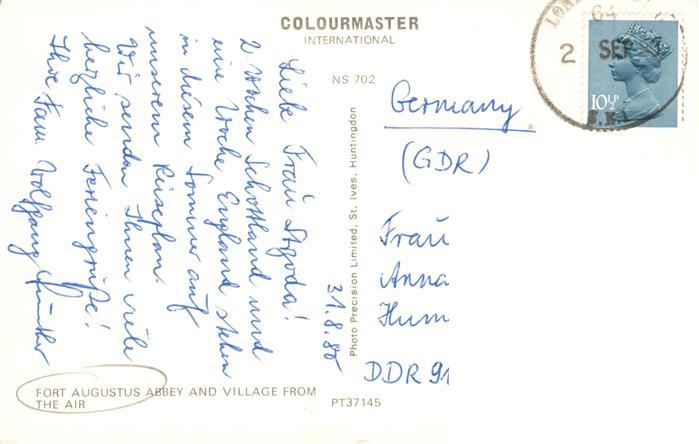 COLOURMASTER
INTERNATIONAL
NS 702
31.8.80
Liebe Frau
2 Wochen Schottland und
eine Woche England stehen
in diesem Sommer auf
unserem Reiseplan.
Wir senden Ihnen viele
herzliche Feriengrüße!
Ihre Fam. Wolfgang Günther
Photo Precision Limited, St. Ives, Huntingdon
FORT AUGUSTUS ABBEY AND VILLAGE FROM
THE AIR
PT37145
2 SEP
10½P
Germany
(GDR)
Frau
Anna
Hum
DDR 91